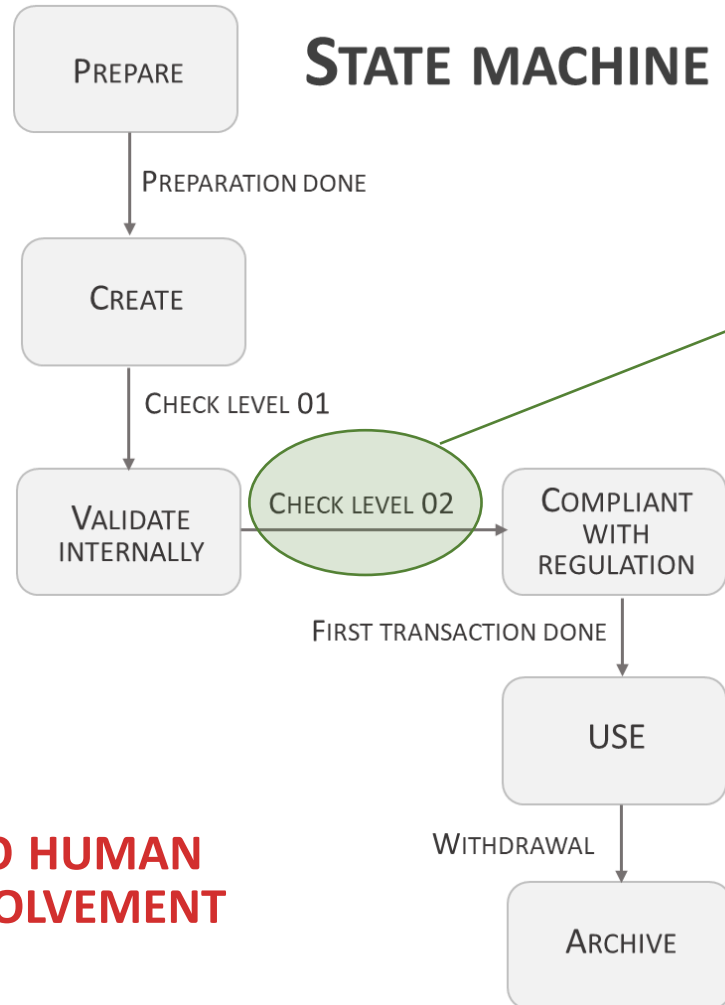 PREPARE
STATE MACHINE
PREPARATION DONE
CREATE
CHECK LEVEL 01
VALIDATE
INTERNALLY
CHECK LEVEL 02
COMPLIANT
WITH
REGULATION
FIRST TRANSACTION DONE
USE
WITHDRAWAL
HUMAN
ARCHIVE